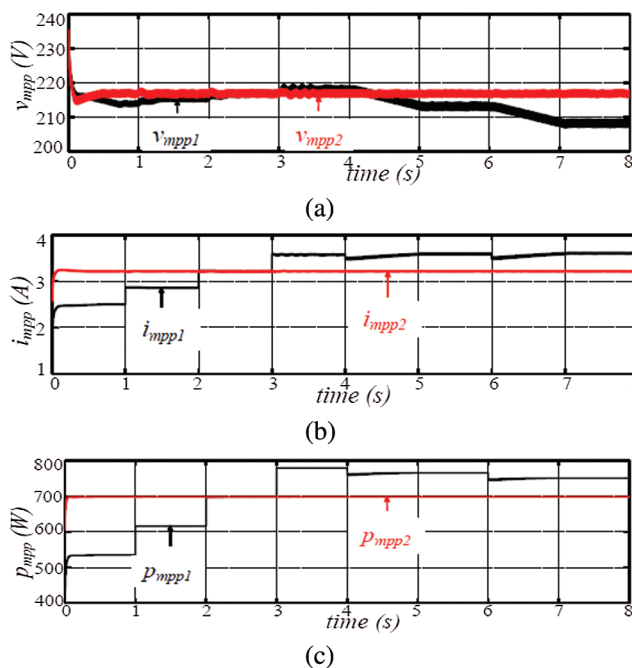 240
230
220
210
200
v_mpp (V)
v_mpp1
v_mpp2
0 1 2 3 4 5 6 7 8
time (s)
(a)
4
3
2
1
i_mpp (A)
i_mpp1
i_mpp2
0 1 2 3 4 5 6 7
time (s)
(b)
800
700
600
500
400
p_mpp (W)
p_mpp1
p_mpp2
0 1 2 3 4 5 6 7 8
time (s)
(c)